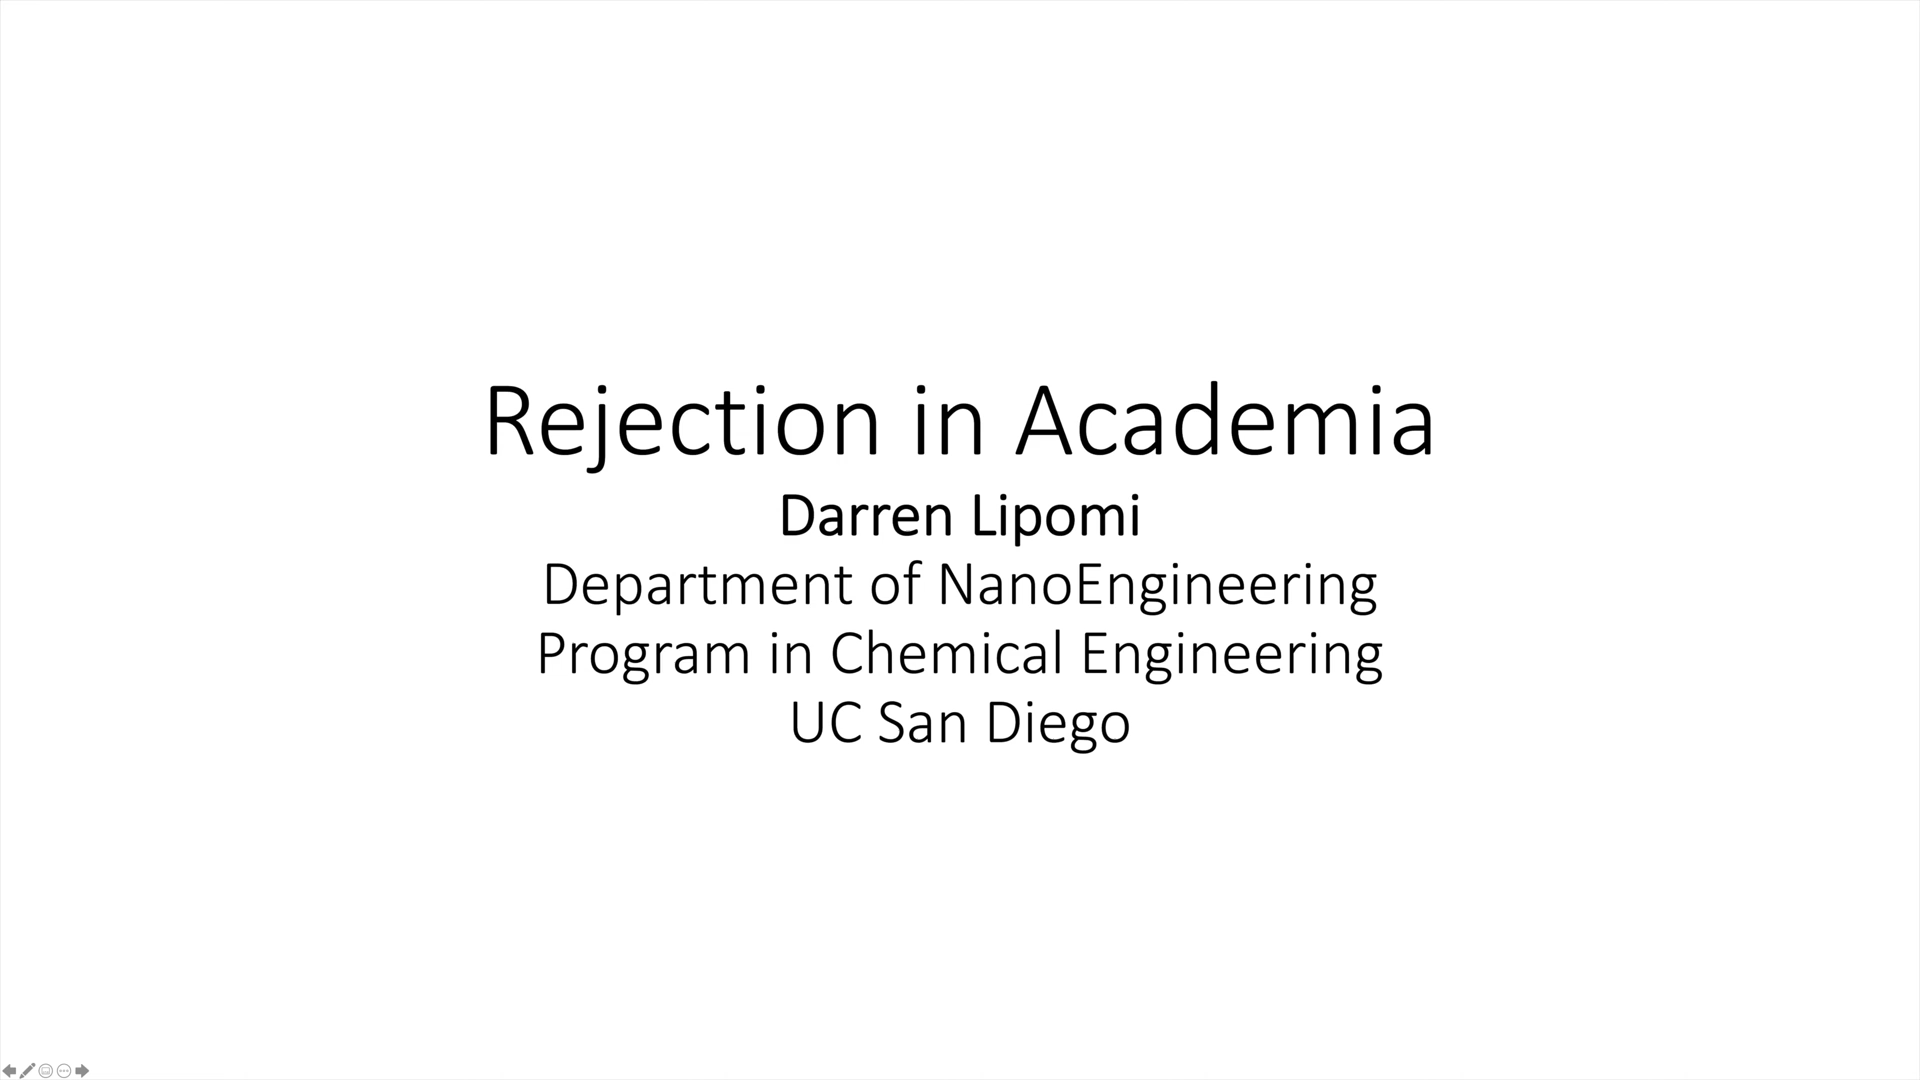 Rejection in Academia
Darren Lipomi
Department of NanoEngineering
Program in Chemical Engineering
UC San Diego